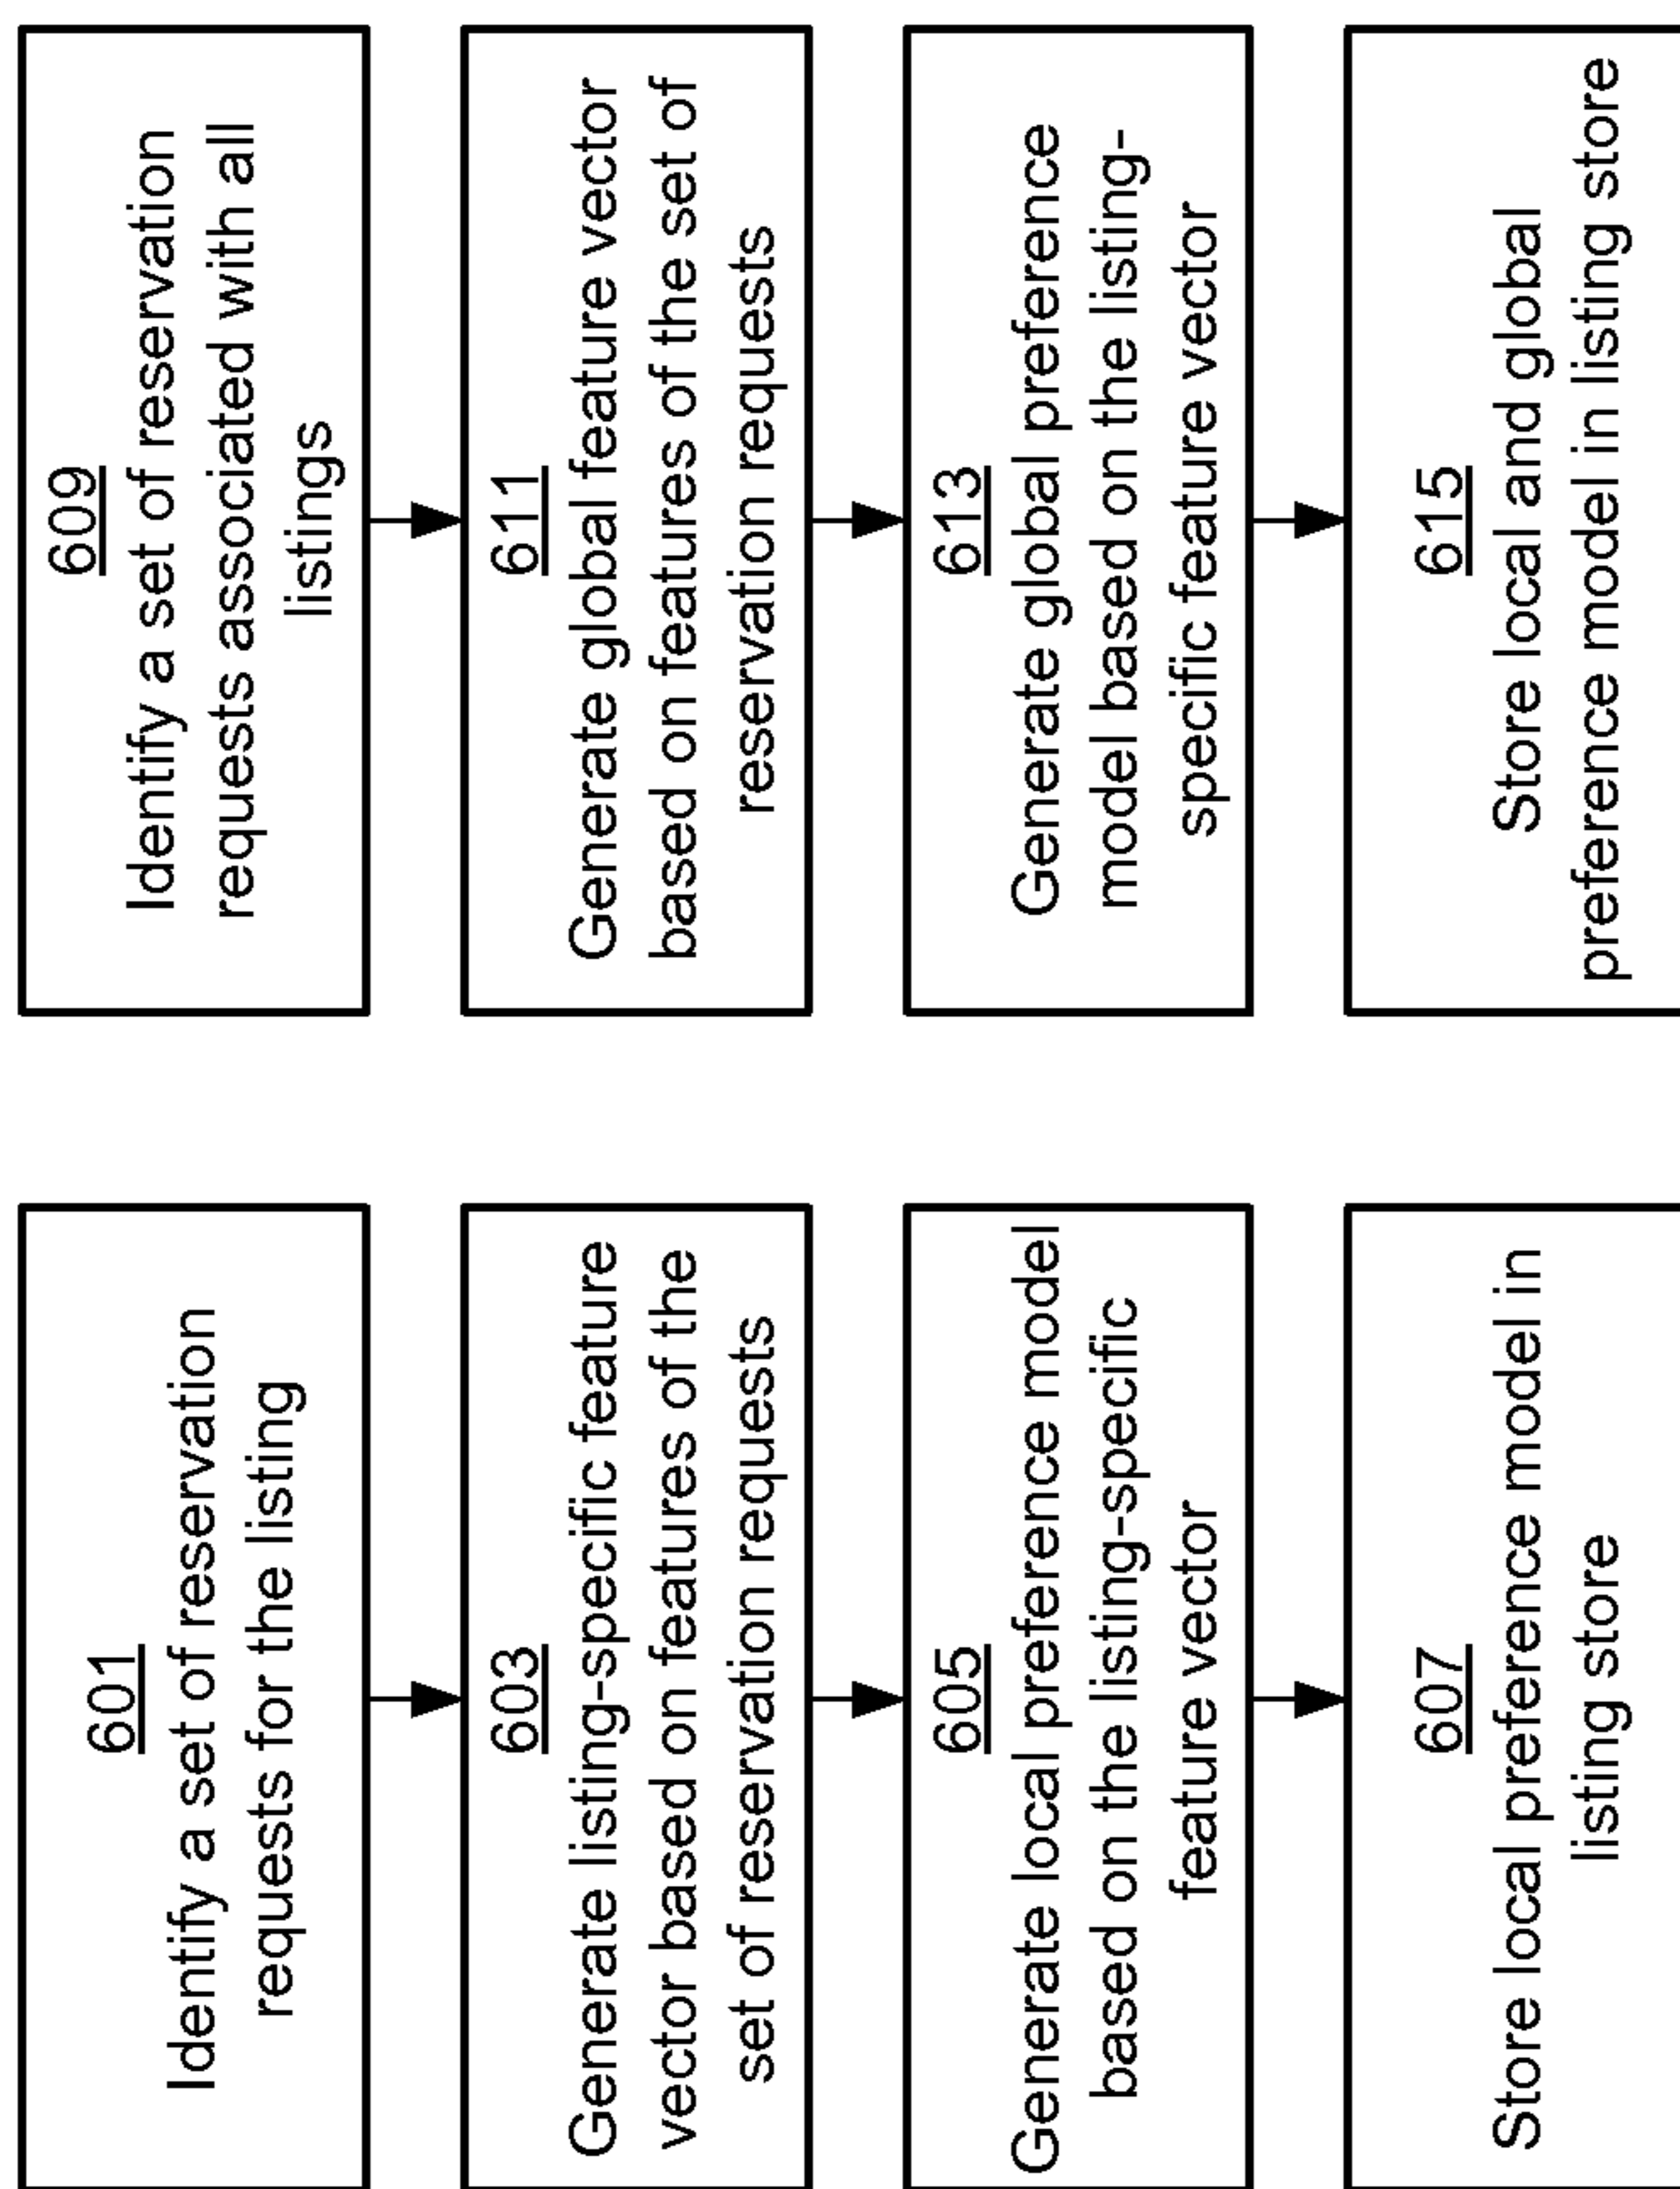 601
Identify a set of reservation
requests for the listing
603
Generate listing-specific feature
vector based on features of the
set of reservation requests
605
Generate local preference model
based on the listing-specific
feature vector
607
Store local preference model in
listing store
609
Identify a set of reservation
requests associated with all
listings
611
Generate global feature vector
based on features of the set of
reservation requests
613
Generate global preference
model based on the listing-
specific feature vector
615
Store local and global
preference model in listing store